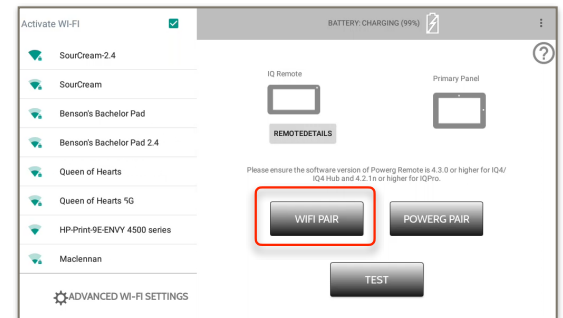 Activate WI-FI
BATTERY: CHARGING (99%)
SourCream-2.4
SourCream
Benson's Bachelor Pad
Benson's Bachelor Pad 2.4
Queen of Hearts
Queen of Hearts 5G
HP-Print-9E-ENVY 4500 series
Maclennan
ADVANCED WI-FI SETTINGS
?
IQ Remote
Primary Panel
REMOTEDETAILS
Please ensure the software version of Powerg Remote is 4.3.0 or higher for IQ4/
IQ4 Hub and 4.2.1n or higher for IQPro.
WIFI PAIR
POWERG PAIR
TEST